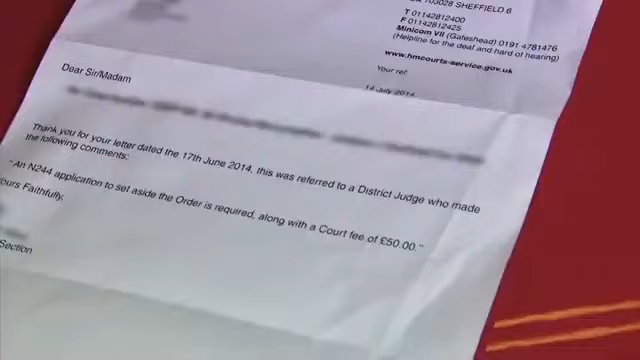 703028 SHEFFIELD 6
T 01142812400
F 01142812425
Minicom VII (Gateshead) 0191 4781476
(Helpline for the deaf and hard of hearing)
www.hmcourts-service.gov.uk
Your ref:
14 July 2014
Dear Sir/Madam
Thank you for your letter dated the 17th June 2014, this was referred to a District Judge who made
the following comments:
"An N244 application to set aside the Order is required, along with a Court fee of £50.00."
ours Faithfully,
Section